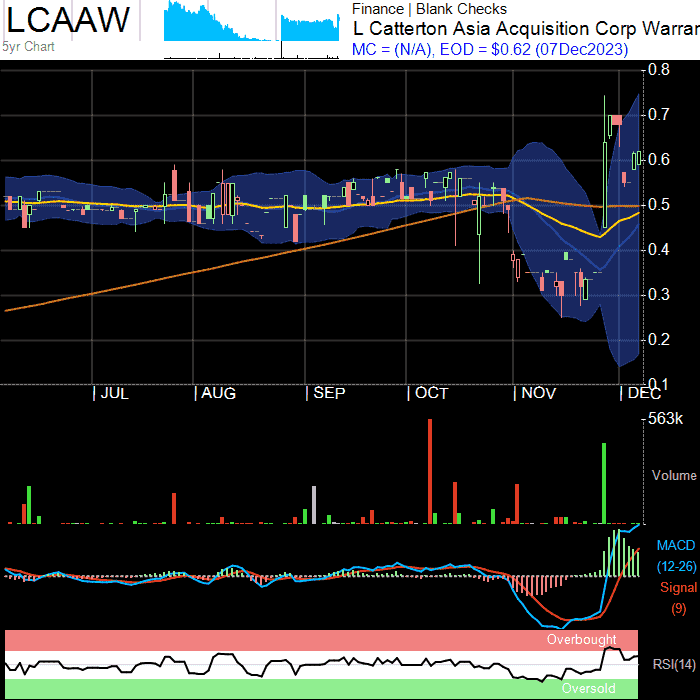 LCAAW
5yr Chart
Finance | Blank Checks
L Catterton Asia Acquisition Corp Warrar
MC = (N/A), EOD = $0.62 (07Dec2023)
0.8
0.7
0.6
0.5
0.4
0.3
0.2
0.1
JUL AUG SEP OCT NOV DEC
563k
Volume
MACD
(12-26)
Signal
(9)
Overbought
RSI(14)
Oversold